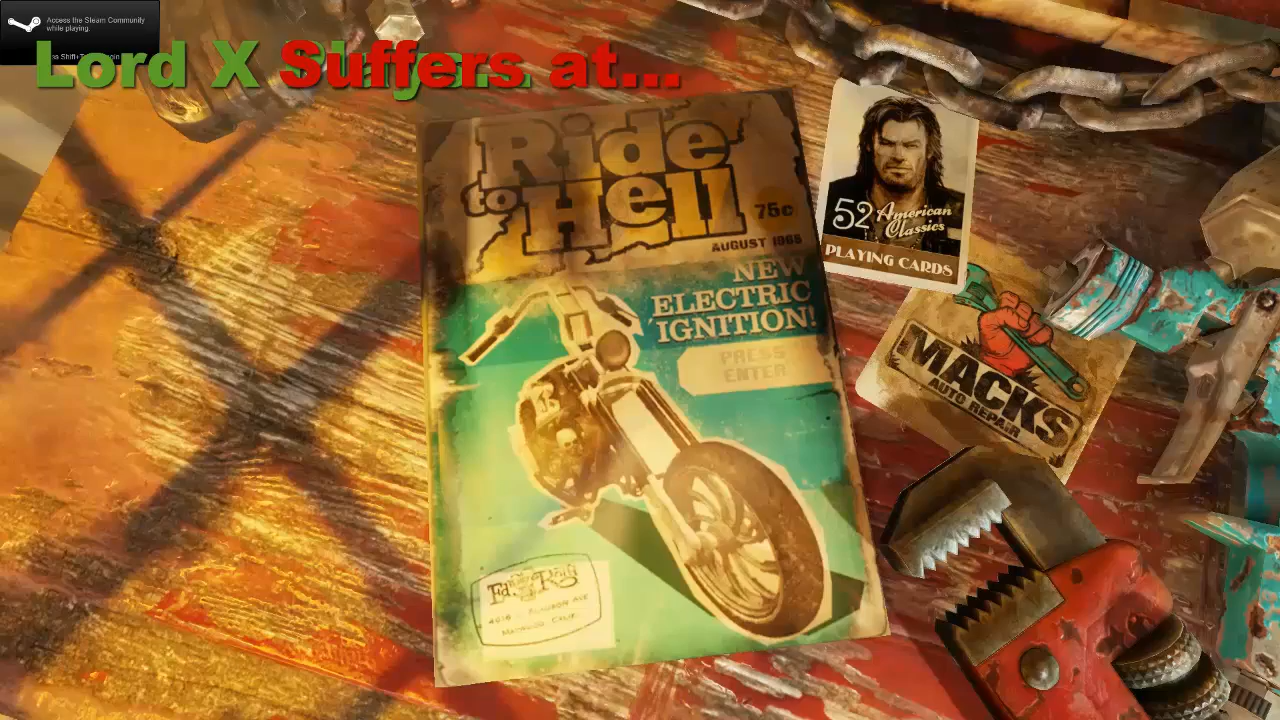 Access the Steam Community
while playing.
Lord X Suffers at...
Ride
to Hell
75c
AUGUST 1965
NEW
ELECTRIC
IGNITION!
PRESS
ENTER
52 American
Classics
PLAYING CARDS
MACKS
AUTO REPAIR